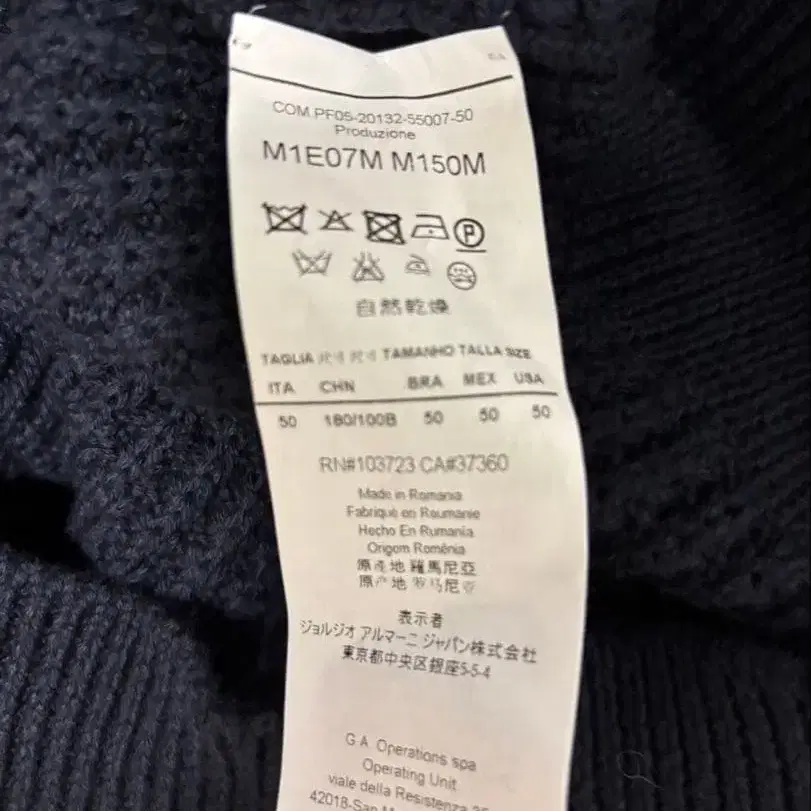 COM.PF05-20132-55007-50
Produzione
M1E07M M150M
P
自然乾燥
TAGLIA 尺寸 尺寸 TAMANHO TALLA SIZE
ITA CHN BRA MEX USA
50 180/100B 50 50 50
RN#103723 CA#37360
Made in Romania
Fabriqué en Roumanie
Hecho En Rumanía
Origem Romênia
原產地 羅馬尼亞
原产地 罗马尼亚
表示者
ジョルジオ アルマーニ ジャパン株式会社
東京都中央区銀座5-5-4
G.A. Operations spa
Operating Unit
viale della Resistenza
42018-San